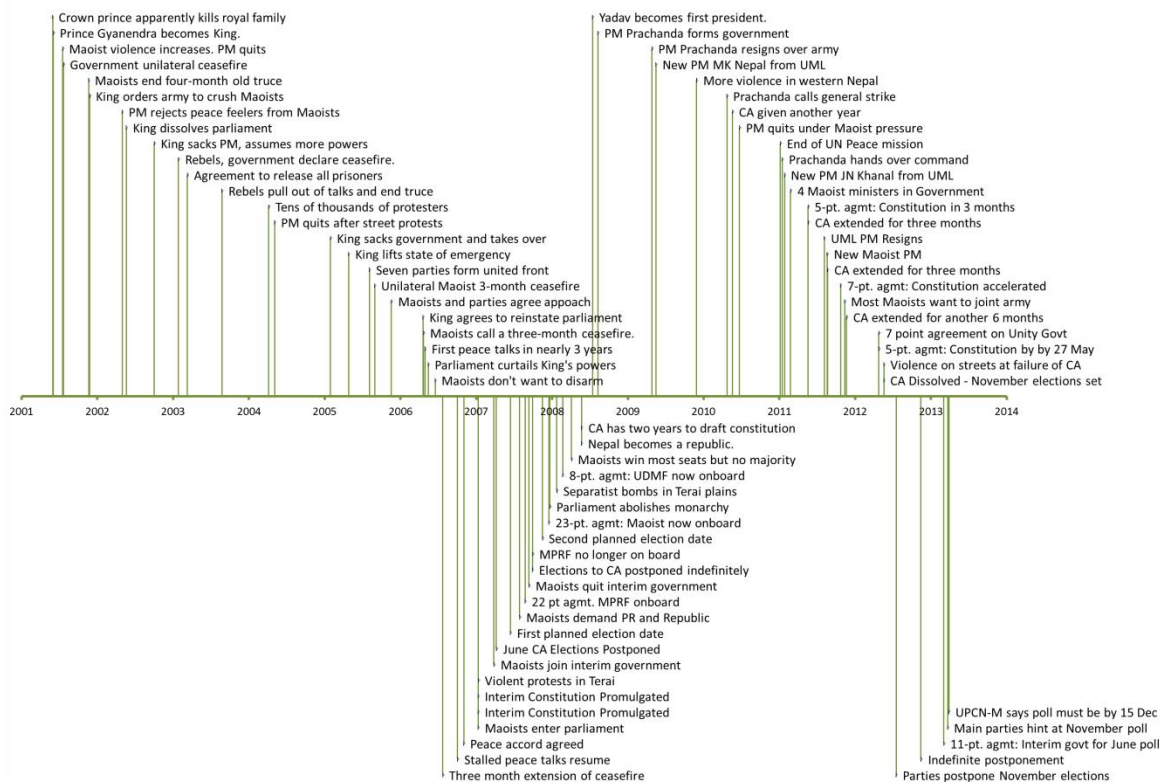 Crown prince apparently kills royal family
Prince Gyanendra becomes King.
Maoist violence increases. PM quits
Government unilateral ceasefire
Maoists end four-month old truce
King orders army to crush Maoists
PM rejects peace feelers from Maoists
King dissolves parliament
King sacks PM, assumes more powers
Rebels, government declare ceasefire.
Agreement to release all prisoners
Rebels pull out of talks and end truce
Tens of thousands of protesters
PM quits after street protests
King sacks government and takes over
King lifts state of emergency
Seven parties form united front
Unilateral Maoist 3-month ceasefire
Maoists and parties agree appoach
King agrees to reinstate parliament
Maoists call a three-month ceasefire.
First peace talks in nearly 3 years
Parliament curtails King's powers
Maoists don't want to disarm
Yadav becomes first president.
PM Prachanda forms government
PM Prachanda resigns over army
New PM MK Nepal from UML
More violence in western Nepal
Prachanda calls general strike
CA given another year
PM quits under Maoist pressure
End of UN Peace mission
Prachanda hands over command
New PM JN Khanal from UML
4 Maoist ministers in Government
5-pt. agmt: Constitution in 3 months
CA extended for three months
UML PM Resigns
New Maoist PM
CA extended for three months
7-pt. agmt: Constitution accelerated
Most Maoists want to joint army
CA extended for another 6 months
7 point agreement on Unity Govt
5-pt. agmt: Constitution by by 27 May
Violence on streets at failure of CA
CA Dissolved - November elections set
2001 2002 2003 2004 2005 2006 2007 2008 2009 2010 2011 2012 2013 2014
CA has two years to draft constitution
Nepal becomes a republic.
Maoists win most seats but no majority
8-pt. agmt: UDMF now onboard
Separatist bombs in Terai plains
Parliament abolishes monarchy
23-pt. agmt: Maoist now onboard
Second planned election date
MPRF no longer on board
Elections to CA postponed indefinitely
Maoists quit interim government
22 pt agmt. MPRF onboard
Maoists demand PR and Republic
First planned election date
June CA Elections Postponed
Maoists join interim government
Violent protests in Terai
Interim Constitution Promulgated
Interim Constitution Promulgated
Maoists enter parliament
Peace accord agreed
Stalled peace talks resume
Three month extension of ceasefire
UPCN-M says poll must be by 15 Dec
Main parties hint at November poll
11-pt. agmt: Interim govt for June poll
Indefinite postponement
Parties postpone November elections